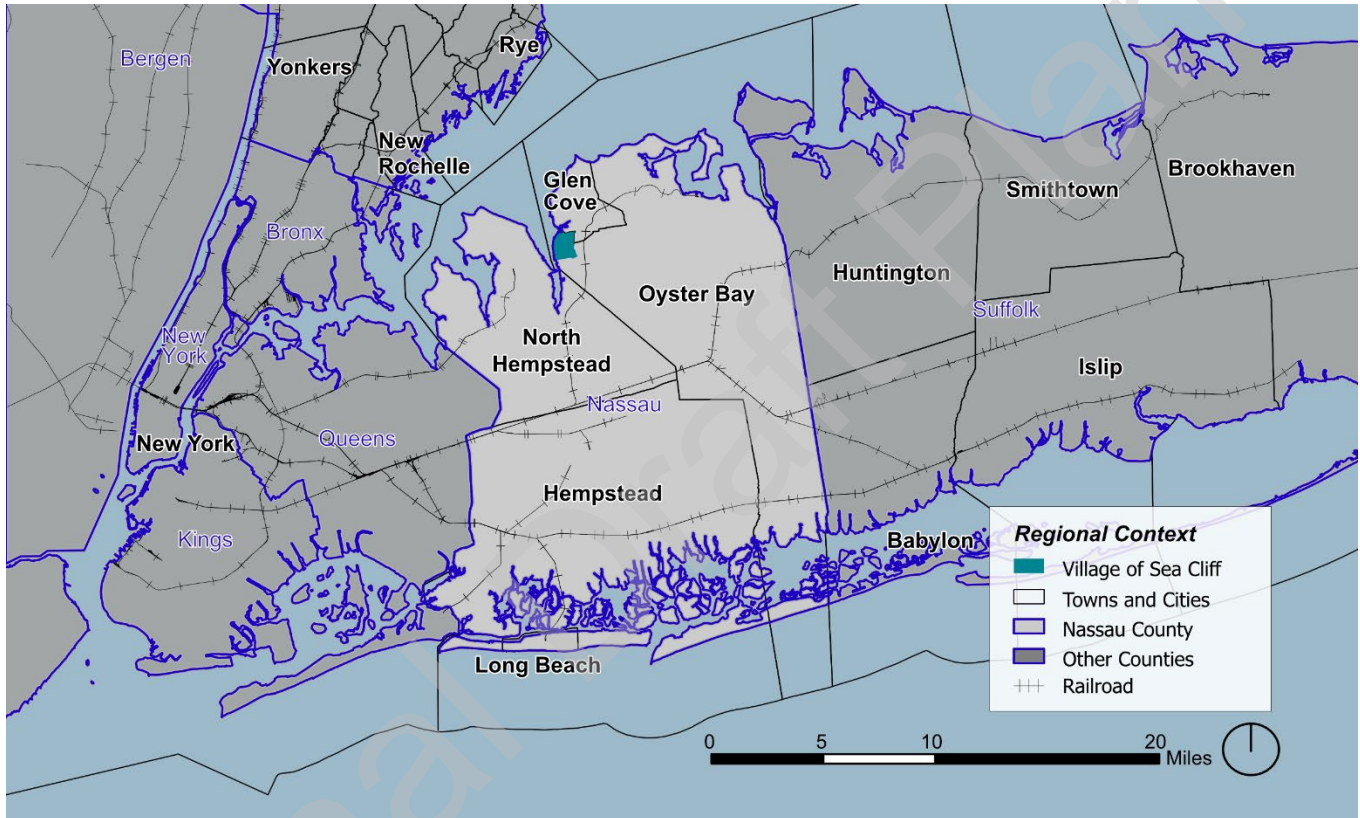 Bergen
Yonkers
Rye
New
Rochelle
Glen
Cove
Brookhaven
Smithtown
Bronx
Huntington
Oyster Bay
Suffolk
New
York
North
Hempstead
Islip
Nassau
New York
Queens
Hempstead
Kings
Babylon
Long Beach
Regional Context
Village of Sea Cliff
Towns and Cities
Nassau County
Other Counties
Railroad
0 5 10 20
Miles
Draft Plan